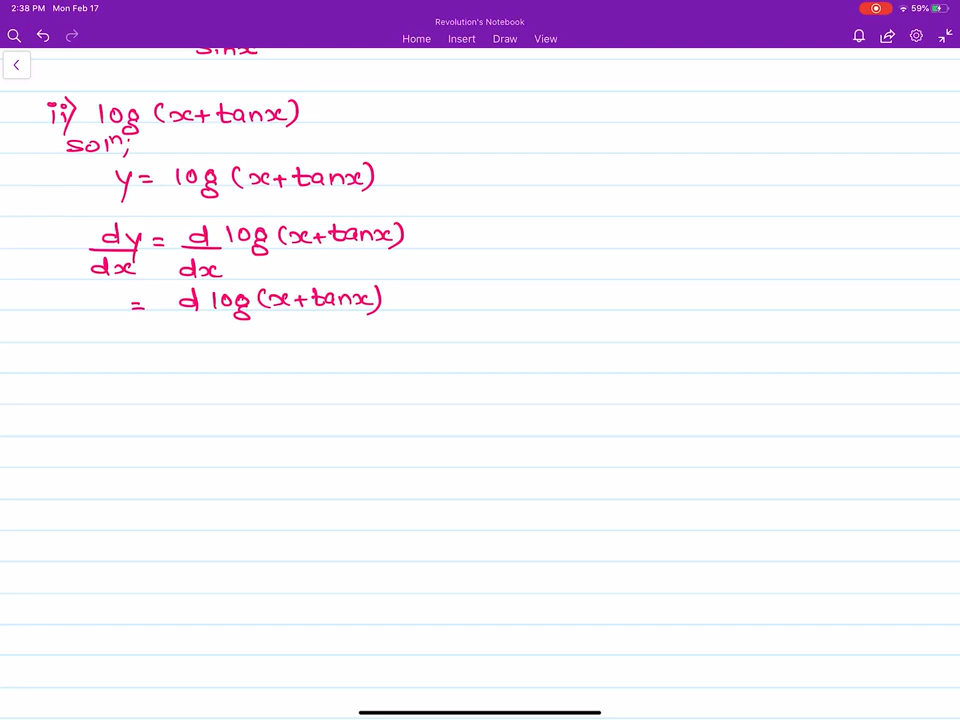 2:38 PM Mon Feb 17
59%
Revolution's Notebook
Home Insert Draw View
sinx
ii) log (x+tanx)
soln;
y = log (x+tanx)
dy/dx = d/dx log (x+tanx)
= d log (x+tanx)